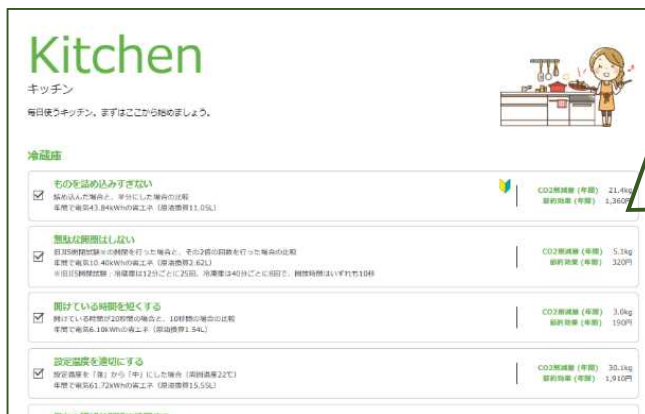 Kitchen
キッチン
毎日使うキッチン。まずはここから始めましょう。
冷蔵庫
ものを詰め込みすぎない
詰め込んだ場合と、半分にした場合の比較
年間で電気43.84kWhの省エネ（原油換算11.05L）
CO2削減量（年間） 21.4kg
節約効果（年間） 1,360円
無駄な開閉はしない
旧JIS開閉試験※の開閉を行った場合と、その2倍の回数を行った場合の比較
年間で電気10.40kWhの省エネ（原油換算2.62L）
※旧JIS開閉試験：冷蔵庫は12分ごとに25回、冷凍庫は40分ごとに8回で、開放時間はいずれも10秒
CO2削減量（年間） 5.1kg
節約効果（年間） 320円
開けている時間を短くする
開けている時間が20秒間の場合と、10秒間の場合の比較
年間で電気6.10kWhの省エネ（原油換算1.54L）
CO2削減量（年間） 3.0kg
節約効果（年間） 190円
設定温度を適切にする
設定温度を「強」から「中」にした場合（周囲温度22℃）
年間で電気61.72kWhの省エネ（原油換算15.55L）
CO2削減量（年間） 30.1kg
節約効果（年間） 1,910円